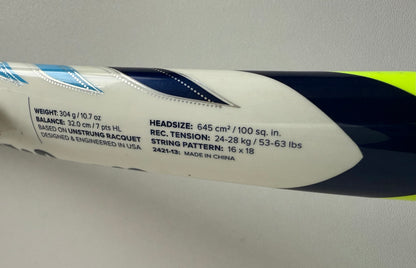 WEIGHT: 304 g / 10.7 oz
BALANCE: 32.0 cm / 7 pts HL
BASED ON UNSTRUNG RACQUET
DESIGNED & ENGINEERED IN USA
HEADSIZE: 645 cm² / 100 sq. in.
REC. TENSION: 24-28 kg / 53-63 lbs
STRING PATTERN: 16 x 18
2421-13: MADE IN CHINA